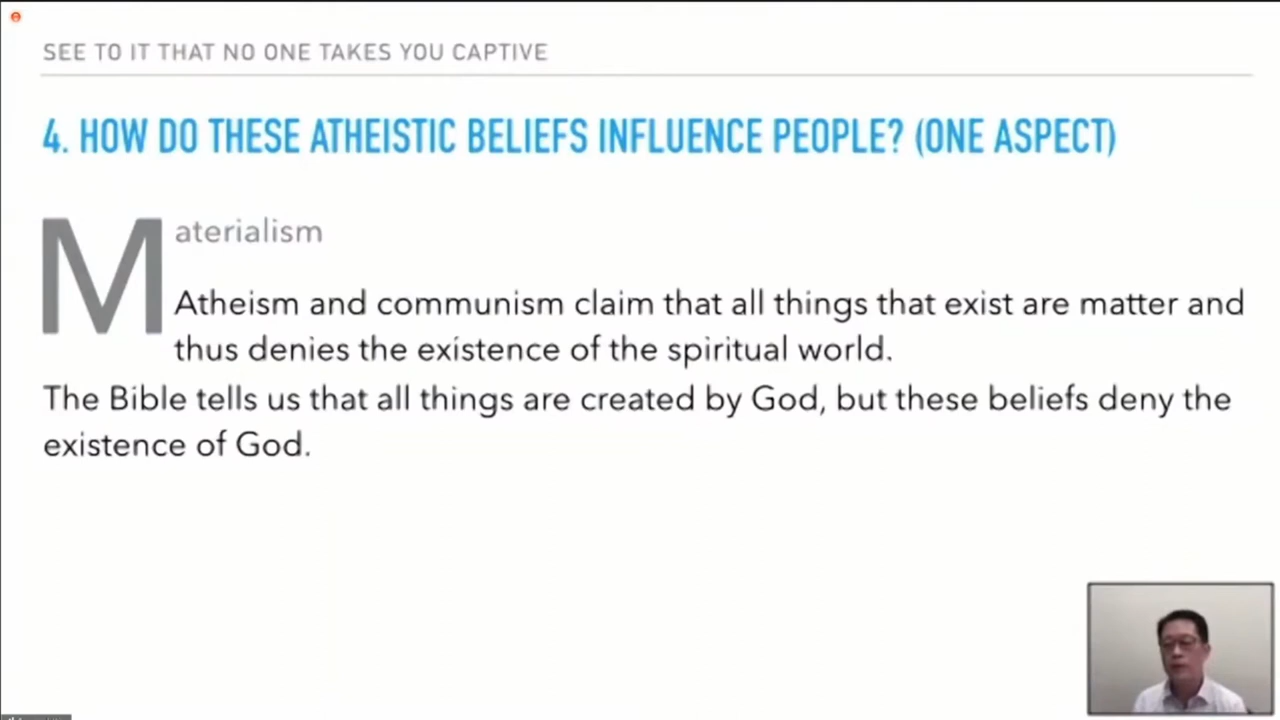 SEE TO IT THAT NO ONE TAKES YOU CAPTIVE
4. HOW DO THESE ATHEISTIC BELIEFS INFLUENCE PEOPLE? (ONE ASPECT)
Materialism
Atheism and communism claim that all things that exist are matter and
thus denies the existence of the spiritual world.
The Bible tells us that all things are created by God, but these beliefs deny the
existence of God.